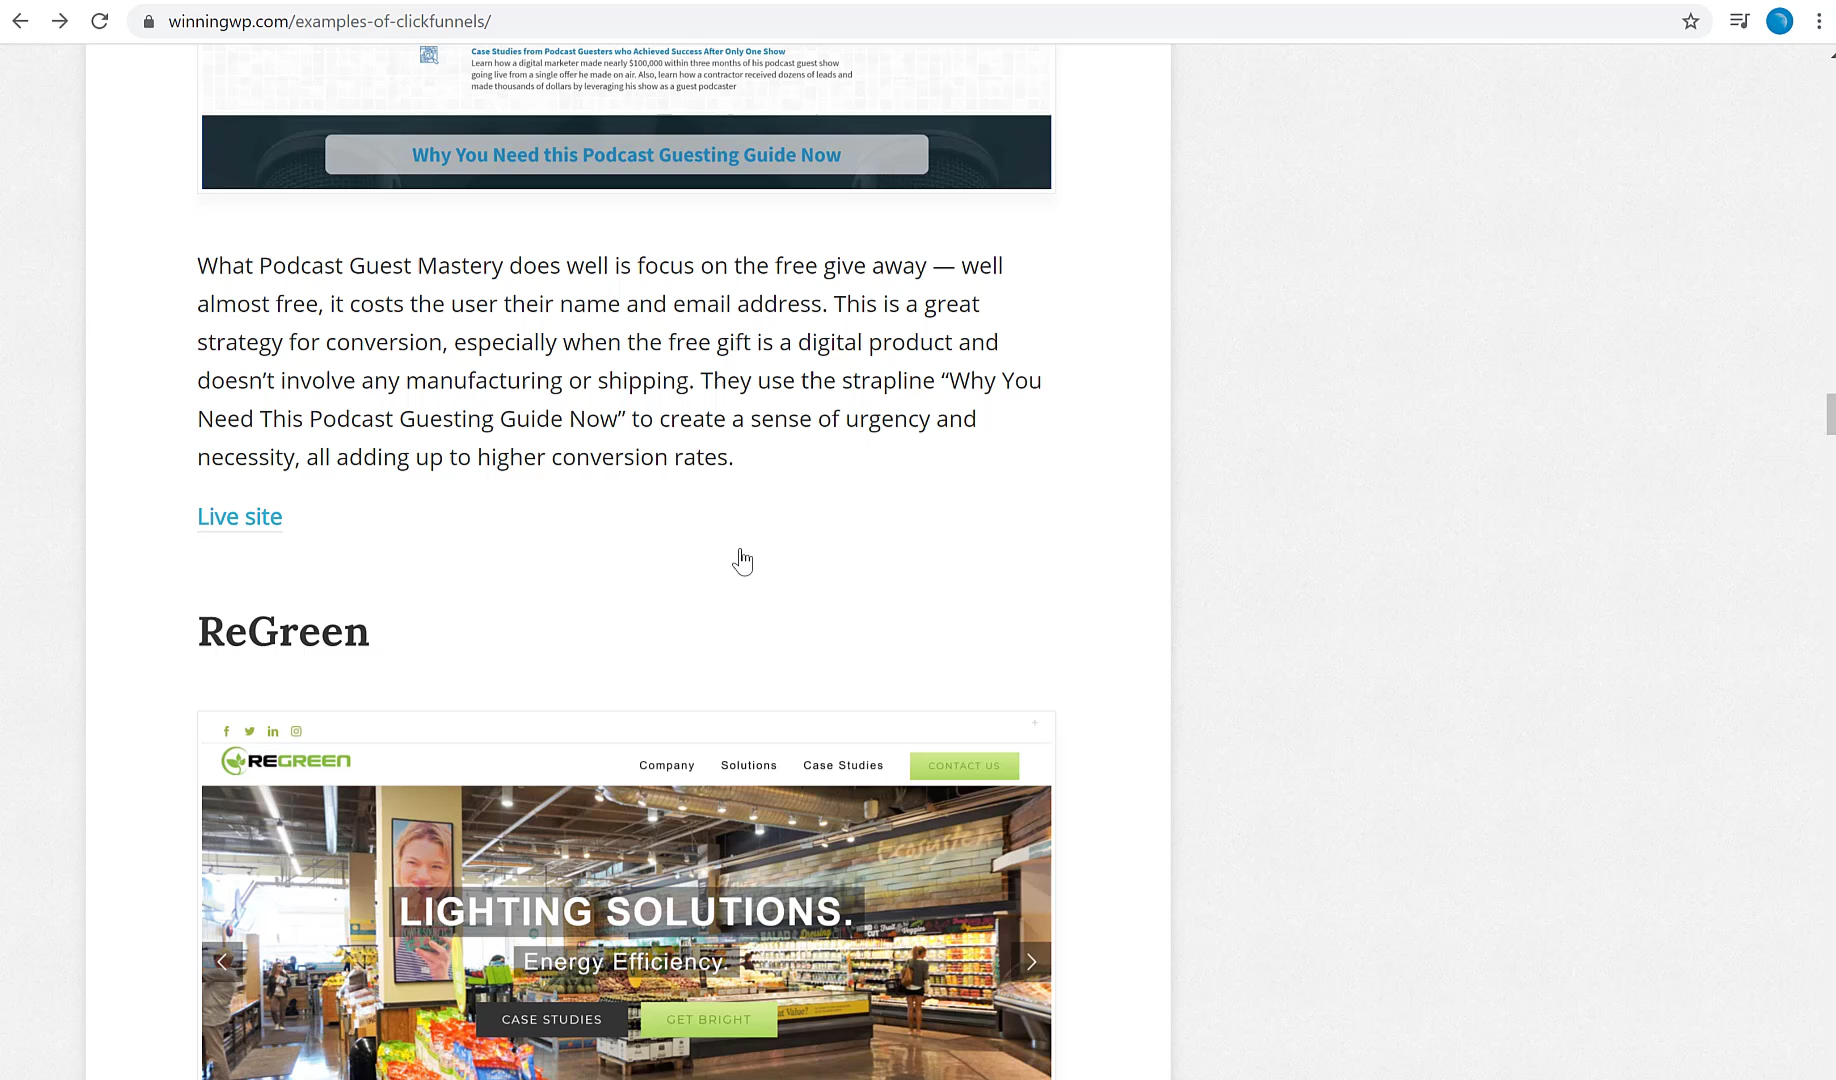 winningwp.com/examples-of-clickfunnels/
Case Studies from Podcast Guesters who Achieved Success After Only One Show
Learn how a digital marketer made nearly $100,000 within three months of his podcast guest show
going live from a single offer he made on air. Also, learn how a contractor received dozens of leads and
made thousands of dollars by leveraging his show as a guest podcaster
Why You Need this Podcast Guesting Guide Now
What Podcast Guest Mastery does well is focus on the free give away — well
almost free, it costs the user their name and email address. This is a great
strategy for conversion, especially when the free gift is a digital product and
doesn’t involve any manufacturing or shipping. They use the strapline “Why You
Need This Podcast Guesting Guide Now” to create a sense of urgency and
necessity, all adding up to higher conversion rates.
Live site
ReGreen
REGREEN
Company Solutions Case Studies CONTACT US
LIGHTING SOLUTIONS.
Energy Efficiency.
CASE STUDIES GET BRIGHT